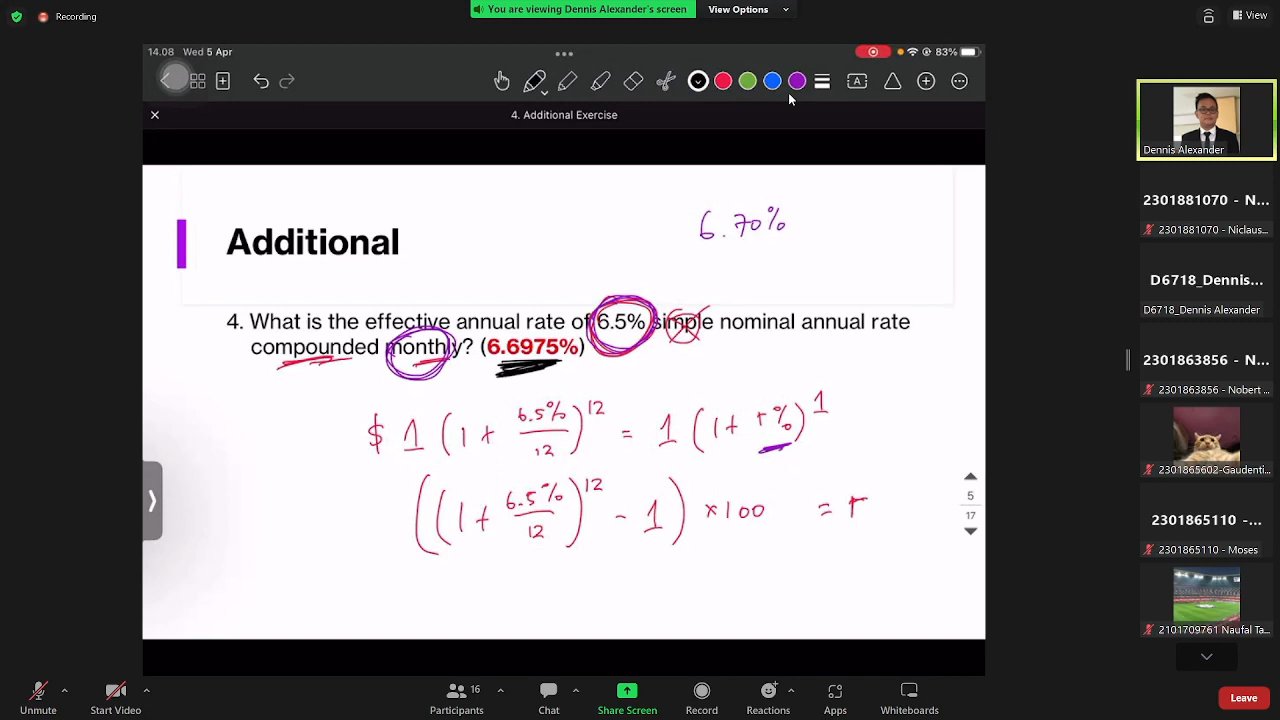 You are viewing Dennis Alexander's screen
View Options
Recording
View
14.08 Wed 5 Apr
83%
A
4. Additional Exercise
Additional
6.70%
4. What is the effective annual rate of 6.5% simple nominal annual rate
compounded monthly? (6.6975%)
$ 1 (1 + 6.5%/12)^12 = 1 (1 + r%)^1
((1 + 6.5%/12)^12 - 1) ×100 = r
5
17
Dennis Alexander
2301881070 - N...
2301881070 - Niclaus...
D6718_Dennis...
D6718_Dennis Alexander
2301863856 - N...
2301863856 - Nobert ...
2301865602-Gaudenti...
2301865110 -...
2301865110 - Moses
2101709761 Naufal Ta...
Unmute
Start Video
16
Participants
Chat
Share Screen
Record
Reactions
Apps
Whiteboards
Leave